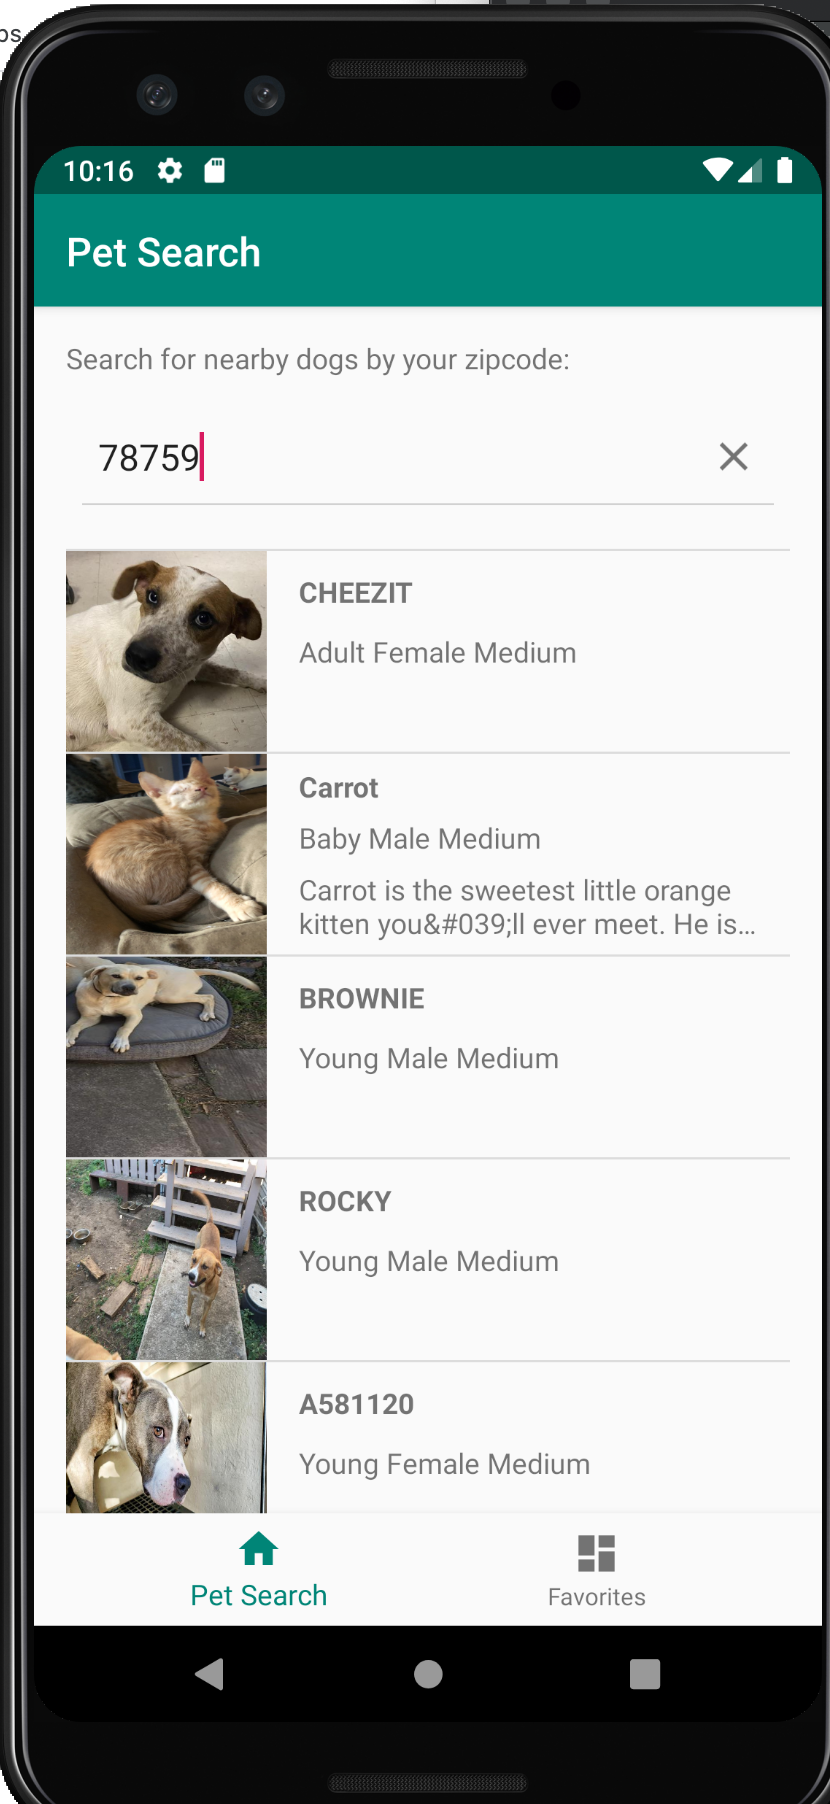 10:16
Pet Search
Search for nearby dogs by your zipcode:
78759
CHEEZIT
Adult Female Medium
Carrot
Baby Male Medium
Carrot is the sweetest little orange
kitten you&#039;ll ever meet. He is…
BROWNIE
Young Male Medium
ROCKY
Young Male Medium
A581120
Young Female Medium
Pet Search
Favorites